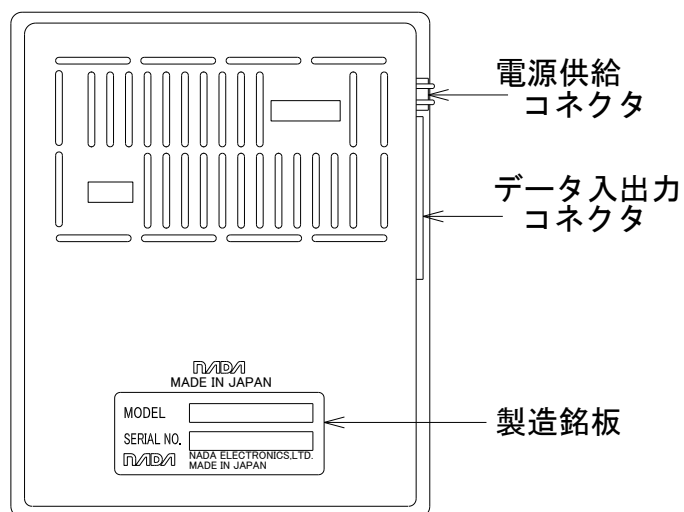 電源供給
コネクタ
データ入出力
コネクタ
NADA
MADE IN JAPAN
MODEL
SERIAL NO.
NADA
NADA ELECTRONICS,LTD.
MADE IN JAPAN
製造銘板